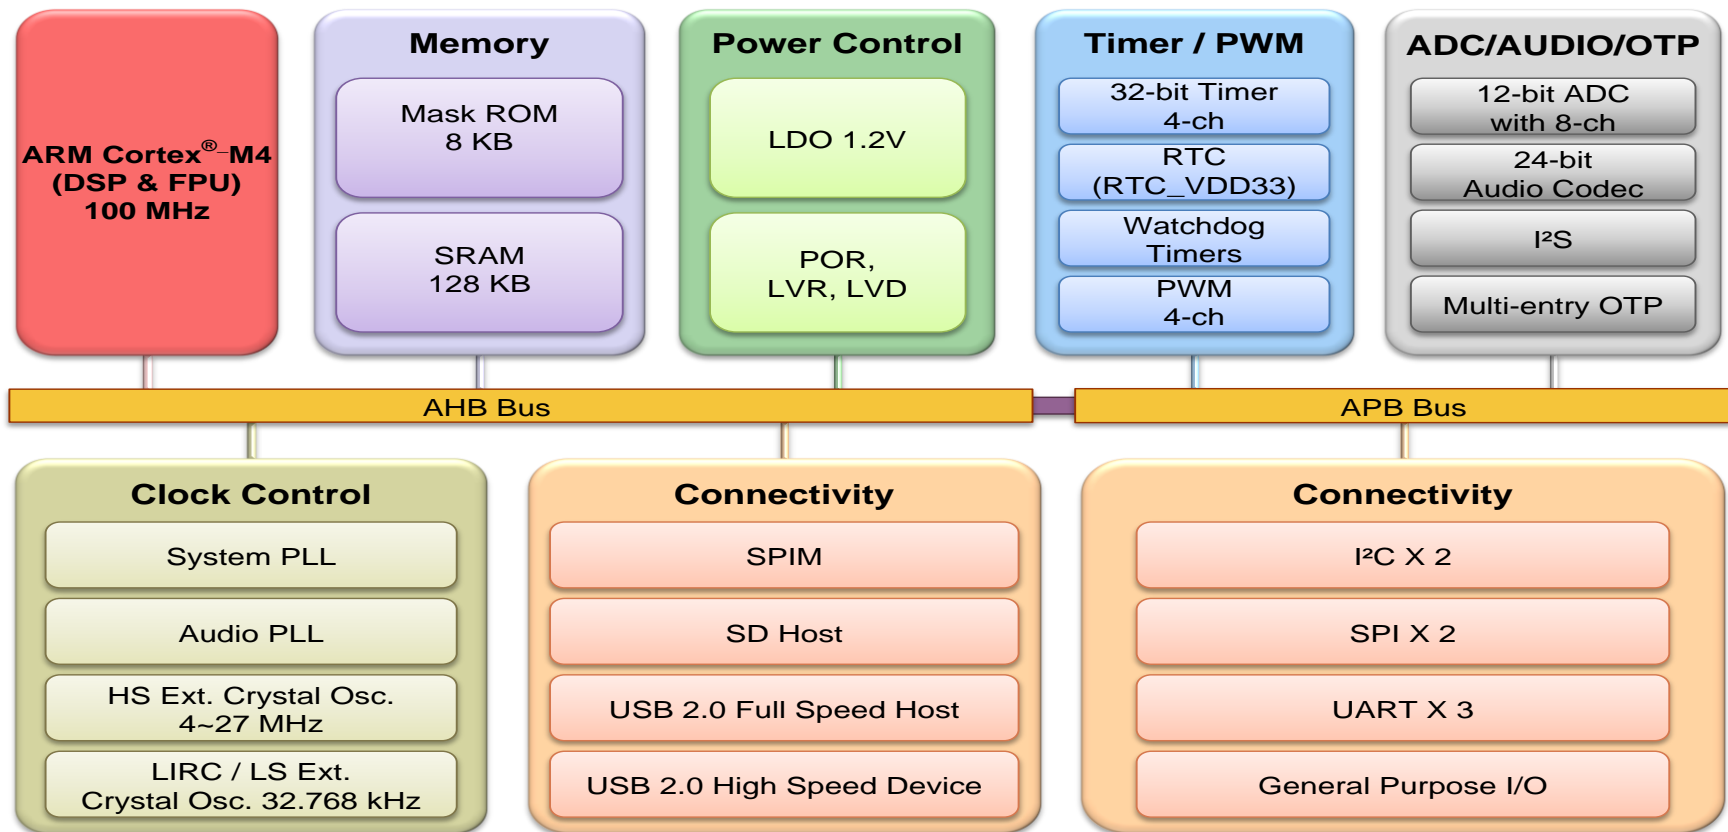 ARM Cortex®-M4
(DSP & FPU)
100 MHz
Memory
Mask ROM
8 KB
SRAM
128 KB
Power Control
LDO 1.2V
POR,
LVR, LVD
Timer / PWM
32-bit Timer
4-ch
RTC
(RTC_VDD33)
Watchdog
Timers
PWM
4-ch
ADC/AUDIO/OTP
12-bit ADC
with 8-ch
24-bit
Audio Codec
I²S
Multi-entry OTP
AHB Bus
APB Bus
Clock Control
System PLL
Audio PLL
HS Ext. Crystal Osc.
4~27 MHz
LIRC / LS Ext.
Crystal Osc. 32.768 kHz
Connectivity
SPIM
SD Host
USB 2.0 Full Speed Host
USB 2.0 High Speed Device
Connectivity
I²C X 2
SPI X 2
UART X 3
General Purpose I/O